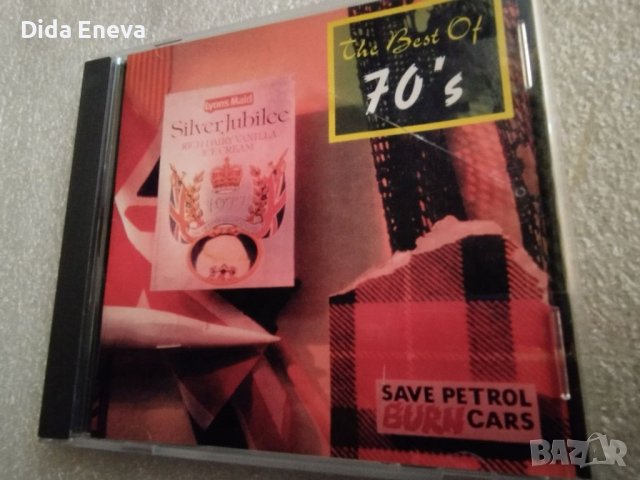 Dida Eneva
The Best Of
70's
Lyons Maid
Silver Jubilee
RICH DAIRY VANILLA
ICE CREAM
1977
SAVE PETROL
BURN CARS
BAZAR